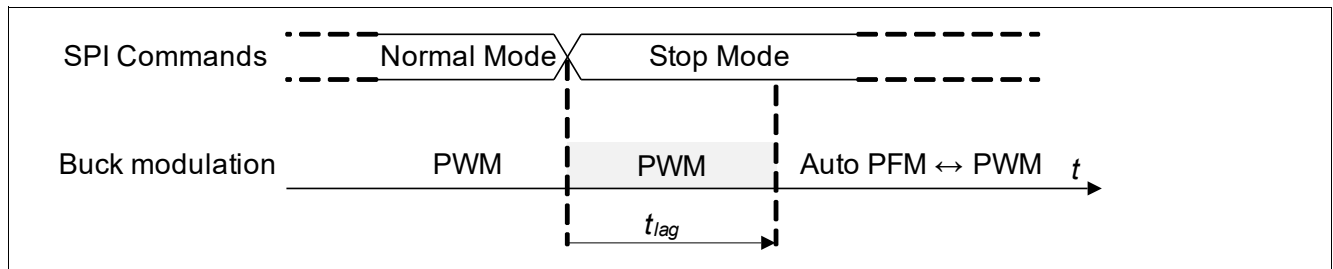 SPI Commands Normal Mode Stop Mode
Buck modulation PWM PWM Auto PFM ↔ PWM t
tlag